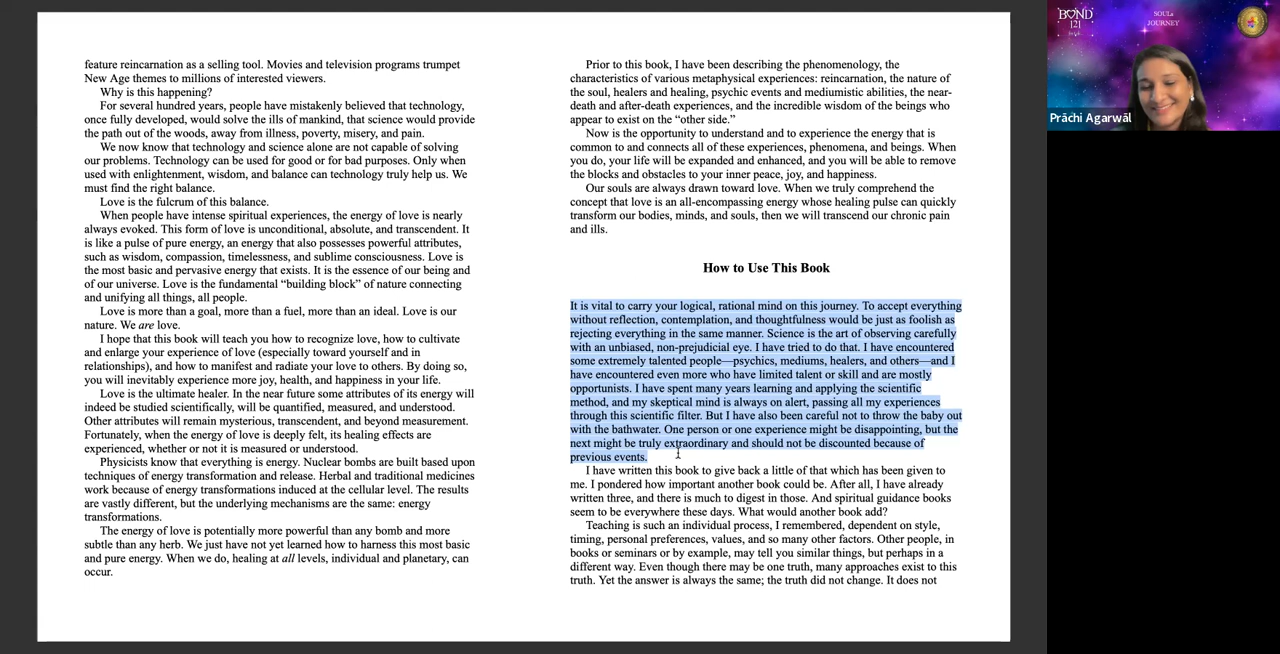 feature reincarnation as a selling tool. Movies and television programs trumpet
New Age themes to millions of interested viewers.
Why is this happening?
For several hundred years, people have mistakenly believed that technology,
once fully developed, would solve the ills of mankind, that science would provide
the path out of the woods, away from illness, poverty, misery, and pain.
We now know that technology and science alone are not capable of solving
our problems. Technology can be used for good or for bad purposes. Only when
used with enlightenment, wisdom, and balance can technology truly help us. We
must find the right balance.
Love is the fulcrum of this balance.
When people have intense spiritual experiences, the energy of love is nearly
always evoked. This form of love is unconditional, absolute, and transcendent. It
is like a pulse of pure energy, an energy that also possesses powerful attributes,
such as wisdom, compassion, timelessness, and sublime consciousness. Love is
the most basic and pervasive energy that exists. It is the essence of our being and
of our universe. Love is the fundamental “building block” of nature connecting
and unifying all things, all people.
Love is more than a goal, more than a fuel, more than an ideal. Love is our
nature. We are love.
I hope that this book will teach you how to recognize love, how to cultivate
and enlarge your experience of love (especially toward yourself and in
relationships), and how to manifest and radiate your love to others. By doing so,
you will inevitably experience more joy, health, and happiness in your life.
Love is the ultimate healer. In the near future some attributes of its energy will
indeed be studied scientifically, will be quantified, measured, and understood.
Other attributes will remain mysterious, transcendent, and beyond measurement.
Fortunately, when the energy of love is deeply felt, its healing effects are
experienced, whether or not it is measured or understood.
Physicists know that everything is energy. Nuclear bombs are built based upon
techniques of energy transformation and release. Herbal and traditional medicines
work because of energy transformations induced at the cellular level. The results
are vastly different, but the underlying mechanisms are the same: energy
transformations.
The energy of love is potentially more powerful than any bomb and more
subtle than any herb. We just have not yet learned how to harness this most basic
and pure energy. When we do, healing at all levels, individual and planetary, can
occur.
Prior to this book, I have been describing the phenomenology, the
characteristics of various metaphysical experiences: reincarnation, the nature of
the soul, healers and healing, psychic events and mediumistic abilities, the near-
death and after-death experiences, and the incredible wisdom of the beings who
appear to exist on the “other side.”
Now is the opportunity to understand and to experience the energy that is
common to and connects all of these experiences, phenomena, and beings. When
you do, your life will be expanded and enhanced, and you will be able to remove
the blocks and obstacles to your inner peace, joy, and happiness.
Our souls are always drawn toward love. When we truly comprehend the
concept that love is an all-encompassing energy whose healing pulse can quickly
transform our bodies, minds, and souls, then we will transcend our chronic pain
and ills.
How to Use This Book
It is vital to carry your logical, rational mind on this journey. To accept everything
without reflection, contemplation, and thoughtfulness would be just as foolish as
rejecting everything in the same manner. Science is the art of observing carefully
with an unbiased, non-prejudicial eye. I have tried to do that. I have encountered
some extremely talented people—psychics, mediums, healers, and others—and I
have encountered even more who have limited talent or skill and are mostly
opportunists. I have spent many years learning and applying the scientific
method, and my skeptical mind is always on alert, passing all my experiences
through this scientific filter. But I have also been careful not to throw the baby out
with the bathwater. One person or one experience might be disappointing, but the
next might be truly extraordinary and should not be discounted because of
previous events.
I have written this book to give back a little of that which has been given to
me. I pondered how important another book could be. After all, I have already
written three, and there is much to digest in those. And spiritual guidance books
seem to be everywhere these days. What would another book add?
Teaching is such an individual process, I remembered, dependent on style,
timing, personal preferences, values, and so many other factors. Other people, in
books or seminars or by example, may tell you similar things, but perhaps in a
different way. Even though there may be one truth, many approaches exist to this
truth. Yet the answer is always the same; the truth did not change. It does not
BOND
121
SOULs
JOURNEY
Prāchi Agarwāl